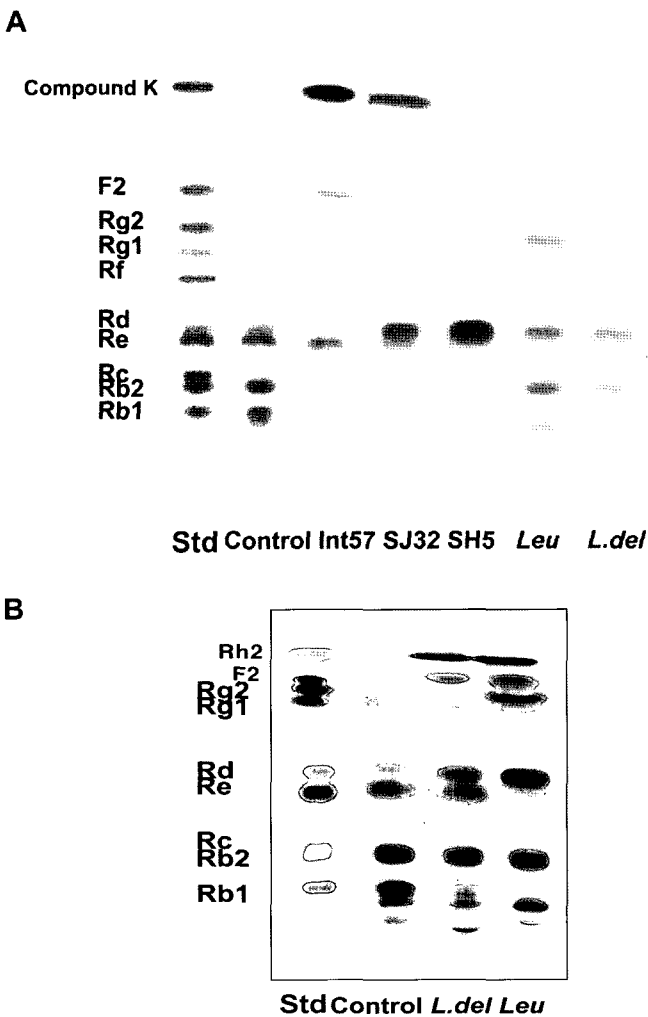 A
Compound K
F2
Rg2
Rg1
Rf
Rd
Re
Rc
Rb2
Rb1
Std Control Int57 SJ32 SH5 Leu L.del
B
Rh2
F2
Rg2
Rg1
Rd
Re
Rc
Rb2
Rb1
Std Control L.del Leu